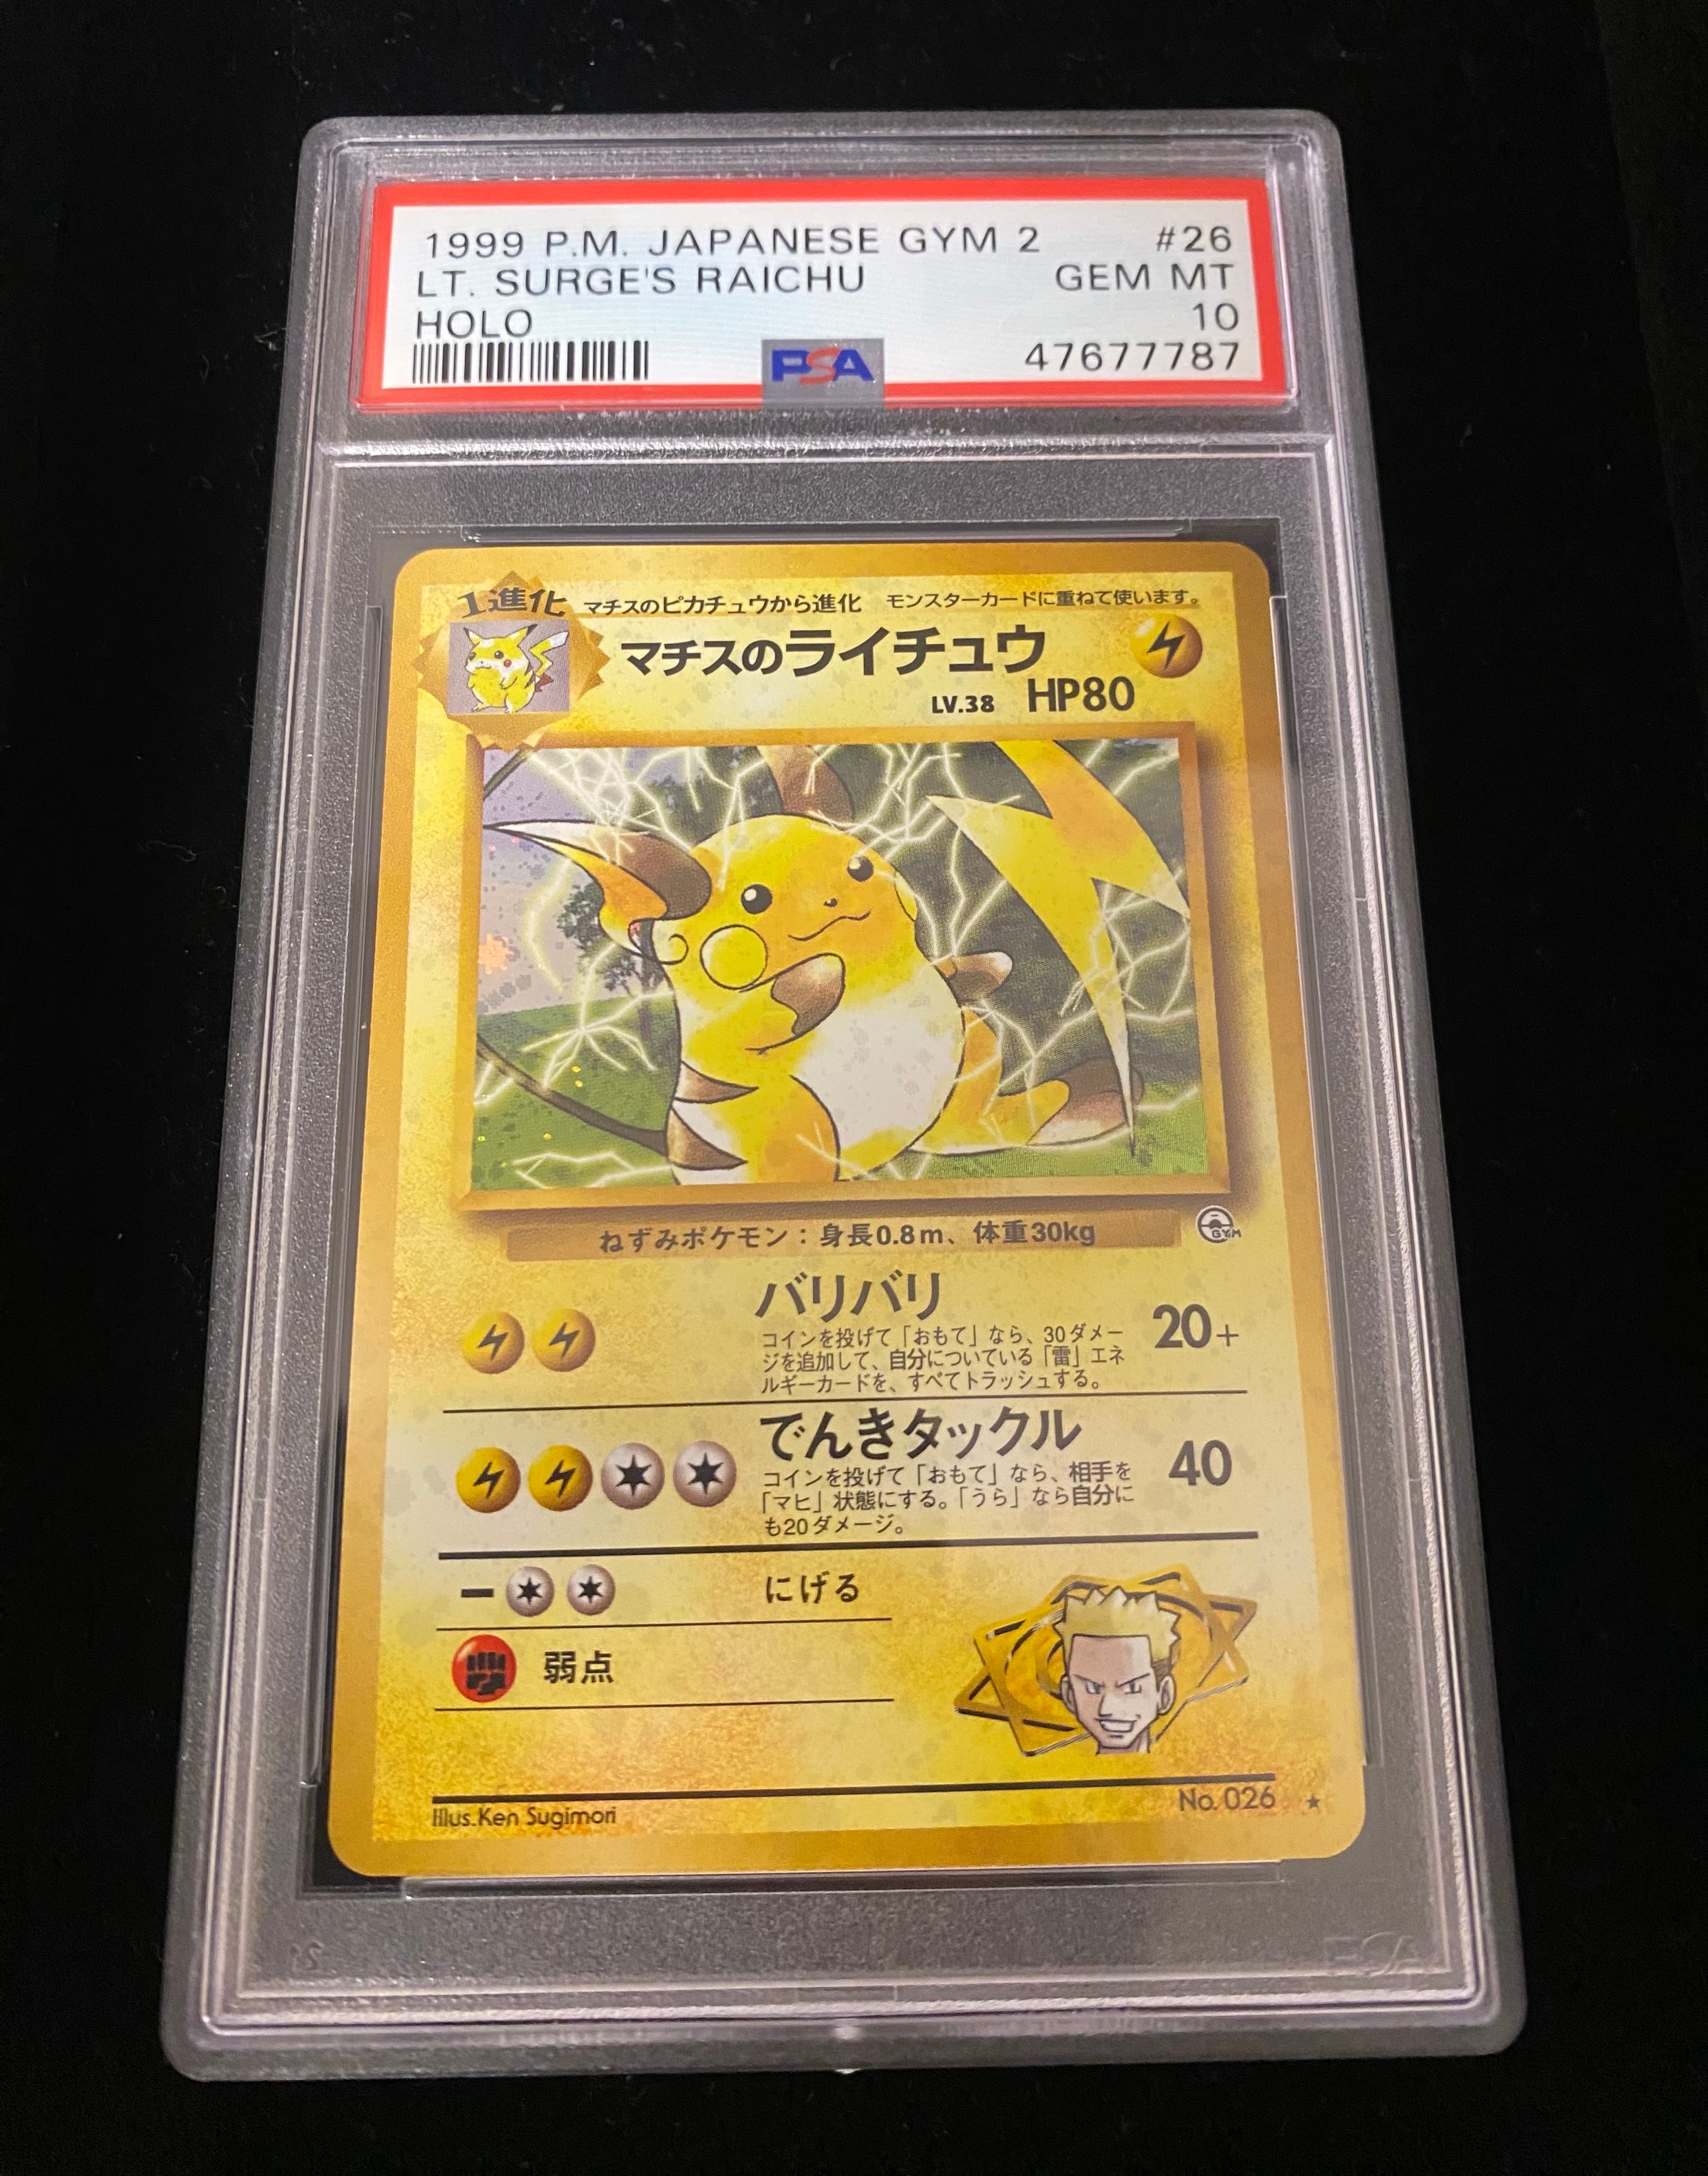 1999 P.M. JAPANESE GYM 2 #26
LT. SURGE'S RAICHU GEM MT
HOLO 10
PSA 47677787
1進化 マチスのピカチュウから進化 モンスターカードに重ねて使います。
マチスのライチュウ
LV.38 HP80
ねずみポケモン：身長0.8m、体重30kg
GYM
バリバリ
コインを投げて「おもて」なら、30ダメー
ジを追加して、自分についている「雷」エネ
ルギーカードを、すべてトラッシュする。
20+
でんきタックル
コインを投げて「おもて」なら、相手を
「マヒ」状態にする。「うら」なら自分に
も20ダメージ。
40
にげる
弱点
Illus. Ken Sugimori No. 026 ★
PSA